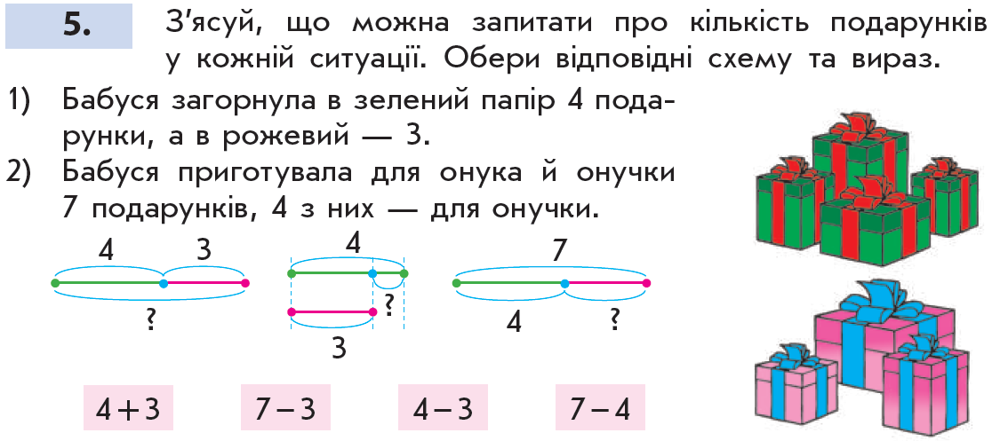 5. З’ясуй, що можна запитати про кількість подарунків
у кожній ситуації. Обери відповідні схему та вираз.
1) Бабуся загорнула в зелений папір 4 пода-
рунки, а в рожевий — 3.
2) Бабуся приготувала для онука й онучки
7 подарунків, 4 з них — для онучки.
4 3
?
4
?
3
7
4 ?
4+3 7−3 4−3 7−4